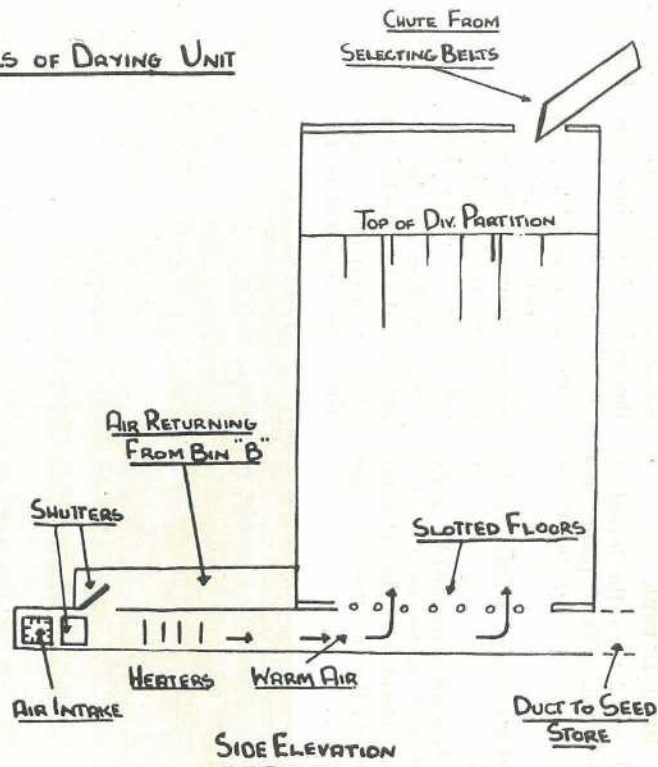 S OF DRYING UNIT
CHUTE FROM
SELECTING BELTS
TOP OF DIV. PARTITION
AIR RETURNING
FROM BIN "B"
SHUTTERS
SLOTTED FLOORS
HEATERS
WARM AIR
AIR INTAKE
DUCT TO SEED
STORE
SIDE ELEVATION